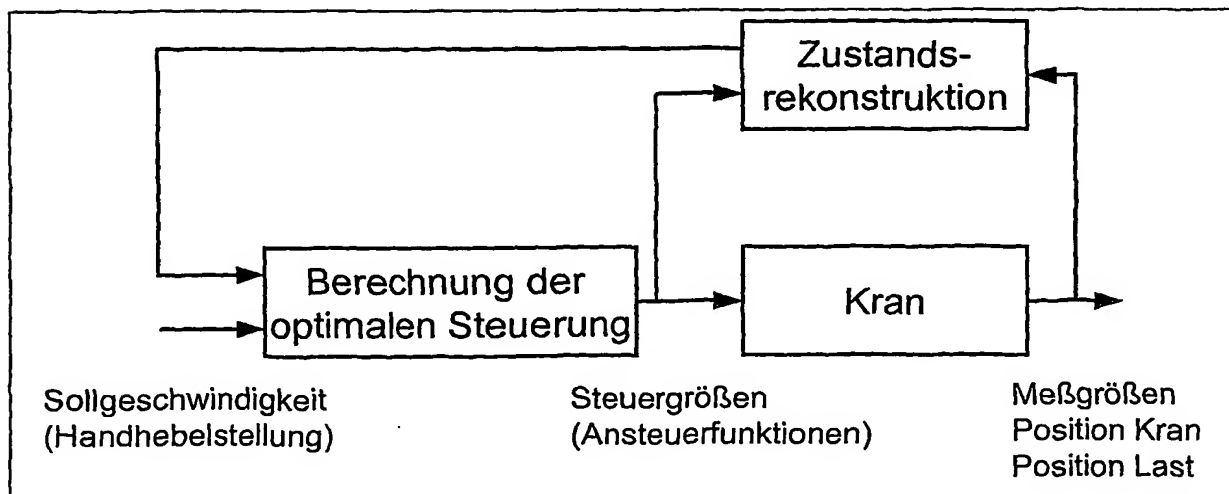 Zustands-
rekonstruktion
Berechnung der
optimalen Steuerung
Kran
Sollgeschwindigkeit
(Handhebelstellung)
Steuergrößen
(Ansteuerfunktionen)
Meßgrößen
Position Kran
Position Last